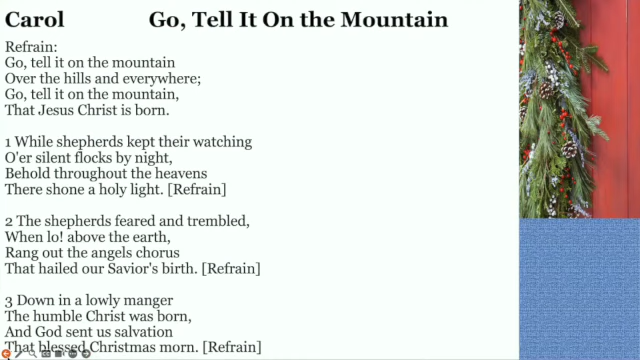 Carol Go, Tell It On the Mountain
Refrain:
Go, tell it on the mountain
Over the hills and everywhere;
Go, tell it on the mountain,
That Jesus Christ is born.
1 While shepherds kept their watching
O'er silent flocks by night,
Behold throughout the heavens
There shone a holy light. [Refrain]
2 The shepherds feared and trembled,
When lo! above the earth,
Rang out the angels chorus
That hailed our Savior's birth. [Refrain]
3 Down in a lowly manger
The humble Christ was born,
And God sent us salvation
That blessed Christmas morn. [Refrain]